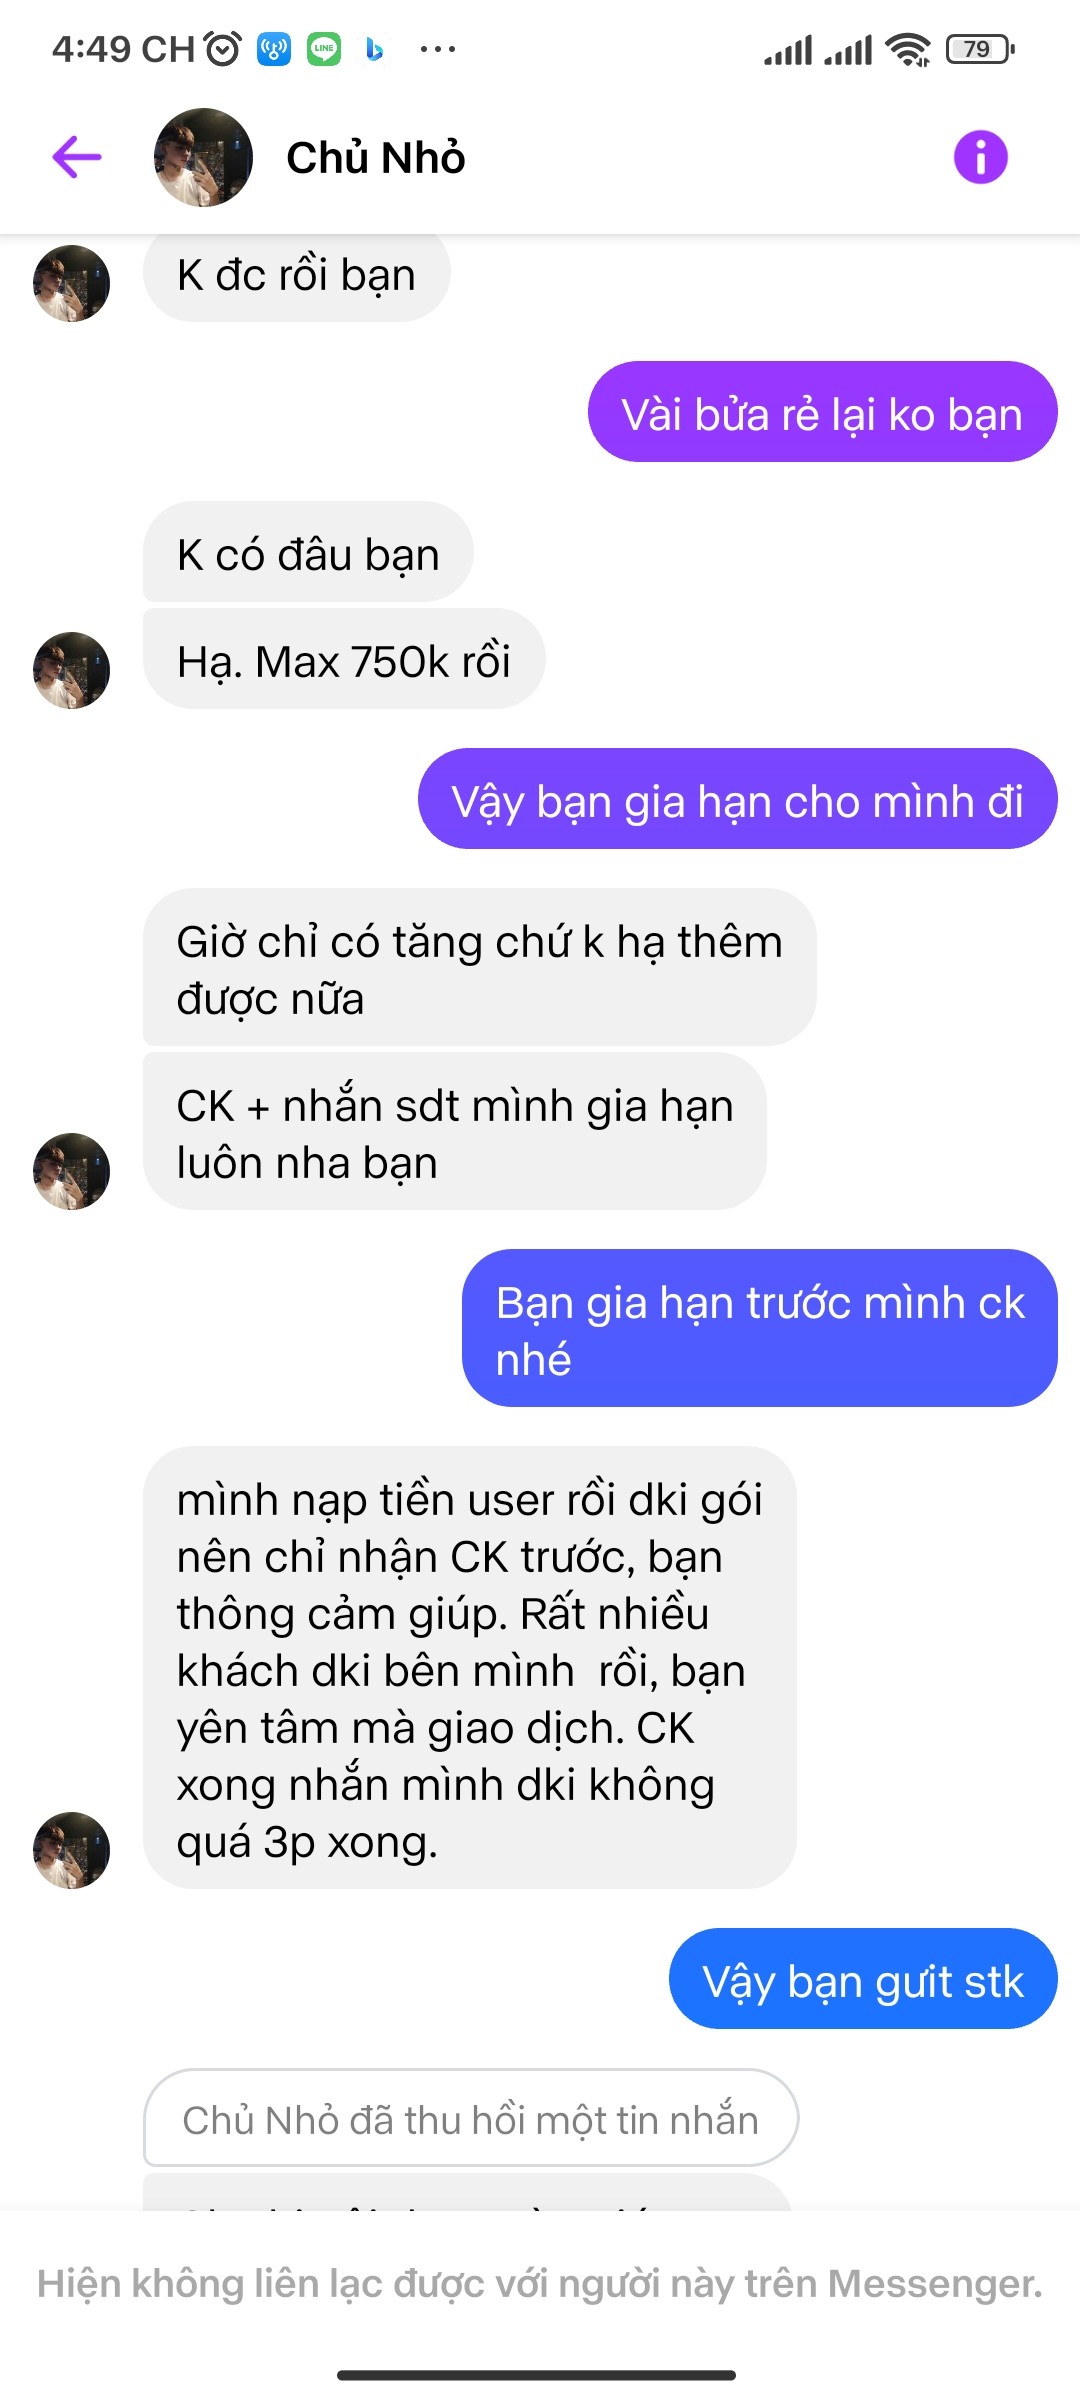 4:49 CH
LINE
79
Chủ Nhỏ
K đc rồi bạn
Vài bửa rẻ lại ko bạn
K có đâu bạn
Hạ. Max 750k rồi
Vậy bạn gia hạn cho mình đi
Giờ chỉ có tăng chứ k hạ thêm
được nữa
CK + nhắn sdt mình gia hạn
luôn nha bạn
Bạn gia hạn trước mình ck
nhé
mình nạp tiền user rồi dki gói
nên chỉ nhận CK trước, bạn
thông cảm giúp. Rất nhiều
khách dki bên mình  rồi, bạn
yên tâm mà giao dịch. CK
xong nhắn mình dki không
quá 3p xong.
Vậy bạn gưit stk
Chủ Nhỏ đã thu hồi một tin nhắn
Hiện không liên lạc được với người này trên Messenger.